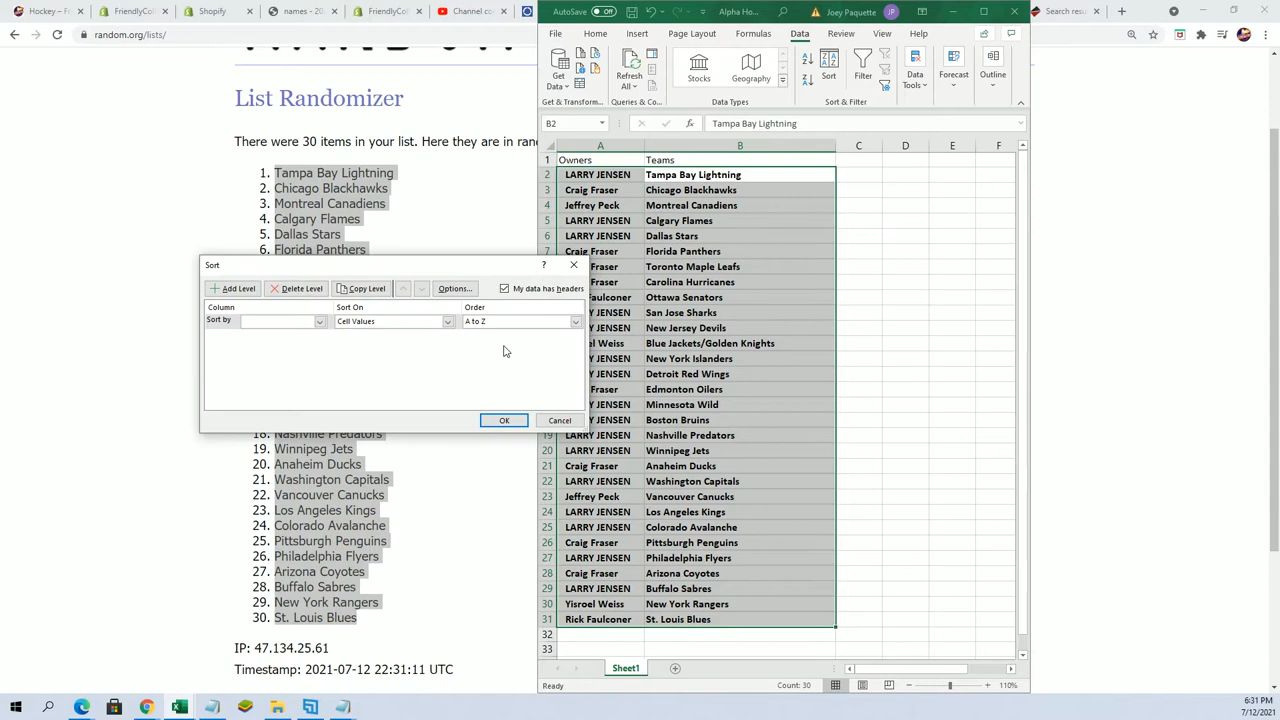 Hockey – F
FriendlyCol
Shopify
names – 20
FriendlyCol
Channel co
Search resu
AutoSave
Off
Alpha Ho...
Joey Paquette
JP
random.org/lists/
File
Home
Insert
Page Layout
Formulas
Data
Review
View
Help
Get
Data
Refresh
All
Stocks
Geography
Sort
Filter
Data
Tools
Forecast
Outline
Get & Transform...
Queries & Co...
Data Types
Sort & Filter
B2
fx
Tampa Bay Lightning
List Randomizer
There were 30 items in your list. Here they are in ran
1. Tampa Bay Lightning
2. Chicago Blackhawks
3. Montreal Canadiens
4. Calgary Flames
5. Dallas Stars
6. Florida Panthers
Sort
?
Add Level
Delete Level
Copy Level
Options...
My data has headers
Column
Sort On
Order
Sort by
Cell Values
A to Z
OK
Cancel
18. Nashville Predators
19. Winnipeg Jets
20. Anaheim Ducks
21. Washington Capitals
22. Vancouver Canucks
23. Los Angeles Kings
24. Colorado Avalanche
25. Pittsburgh Penguins
26. Philadelphia Flyers
27. Arizona Coyotes
28. Buffalo Sabres
29. New York Rangers
30. St. Louis Blues
IP: 47.134.25.61
Timestamp: 2021-07-12 22:31:11 UTC
A B C D E F
1 Owners Teams
2 LARRY JENSEN Tampa Bay Lightning
3 Craig Fraser Chicago Blackhawks
4 Jeffrey Peck Montreal Canadiens
5 LARRY JENSEN Calgary Flames
6 LARRY JENSEN Dallas Stars
7 Craig Fraser Florida Panthers
Fraser Toronto Maple Leafs
Fraser Carolina Hurricanes
Faulconer Ottawa Senators
JENSEN San Jose Sharks
JENSEN New Jersey Devils
Weiss Blue Jackets/Golden Knights
JENSEN New York Islanders
JENSEN Detroit Red Wings
Fraser Edmonton Oilers
JENSEN Minnesota Wild
JENSEN Boston Bruins
19 LARRY JENSEN Nashville Predators
20 LARRY JENSEN Winnipeg Jets
21 Craig Fraser Anaheim Ducks
22 LARRY JENSEN Washington Capitals
23 Jeffrey Peck Vancouver Canucks
24 LARRY JENSEN Los Angeles Kings
25 LARRY JENSEN Colorado Avalanche
26 Craig Fraser Pittsburgh Penguins
27 LARRY JENSEN Philadelphia Flyers
28 Craig Fraser Arizona Coyotes
29 LARRY JENSEN Buffalo Sabres
30 Yisroel Weiss New York Rangers
31 Rick Faulconer St. Louis Blues
32
33
Sheet1
Ready
Count: 30
110%
6:31 PM
7/12/2021